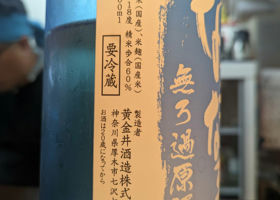 無ろ過原
米(国産)、米麹(国産米)
18度 精米歩合60%
0ml
要冷蔵
製造者
黄金井酒造株式
神奈川県厚木市七沢
お酒は20歳になってから